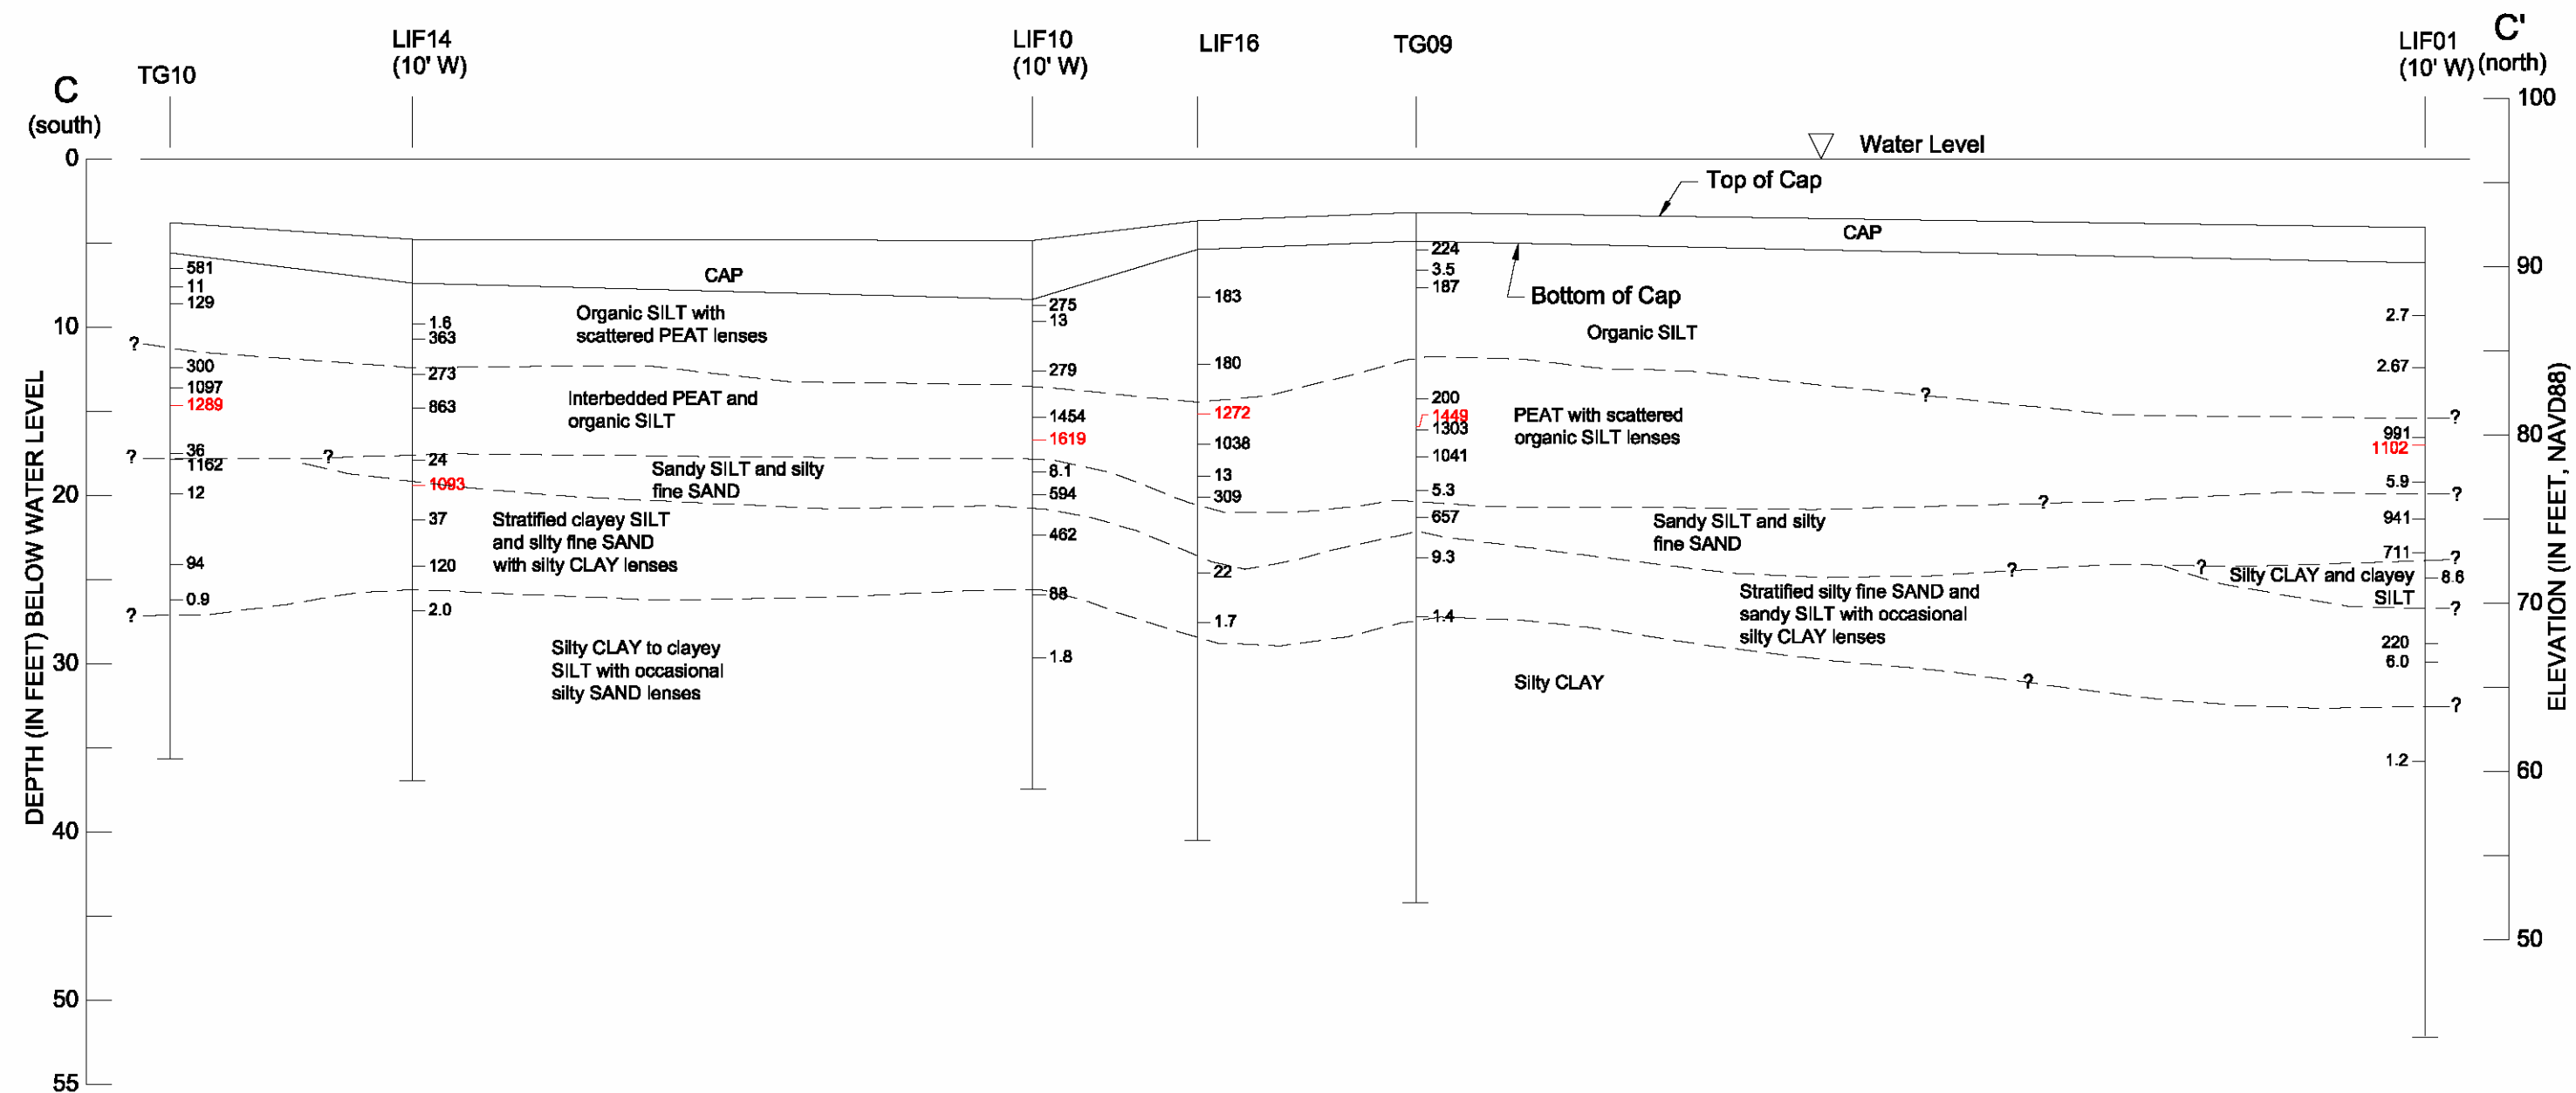 C
(south)
TG10
LIF14
(10' W)
LIF10
(10' W)
LIF16
TG09
LIF01
(10' W)
C'
(north)
Water Level
Top of Cap
CAP
CAP
Bottom of Cap
DEPTH (IN FEET) BELOW WATER LEVEL
0
10
20
30
40
50
55
ELEVATION (IN FEET, NAVD88)
100
90
80
70
60
50
581
11
129
300
1097
1289
36
1162
12
94
0.9
1.6
363
273
863
24
1093
37
120
2.0
275
13
279
1454
1619
8.1
594
462
88
1.8
183
180
1272
1038
13
309
22
1.7
224
3.5
187
200
1449
1303
1041
5.3
657
9.3
1.4
2.7
2.67
991
1102
5.9
941
711
8.6
220
6.0
1.2
Organic SILT with
scattered PEAT lenses
Interbedded PEAT and
organic SILT
Sandy SILT and silty
fine SAND
Stratified clayey SILT
and silty fine SAND
with silty CLAY lenses
Silty CLAY to clayey
SILT with occasional
silty SAND lenses
Organic SILT
PEAT with scattered
organic SILT lenses
Sandy SILT and silty
fine SAND
Stratified silty fine SAND and
sandy SILT with occasional
silty CLAY lenses
Silty CLAY and clayey
SILT
Silty CLAY
?
?
?
?
?
?
?
?
?
?
?
?
?
?